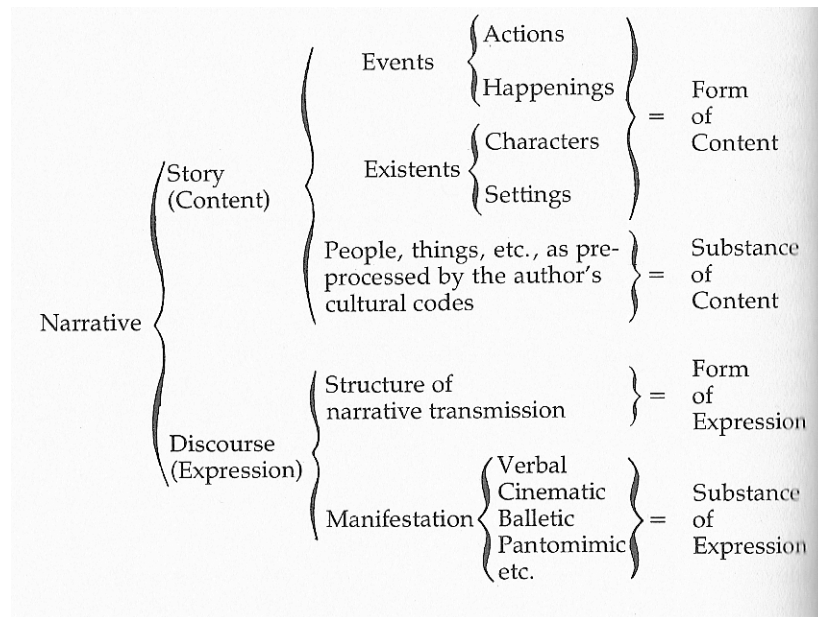 Narrative
Story
(Content)
Events
Actions
Happenings
Existents
Characters
Settings
= Form
of
Content
People, things, etc., as pre-
processed by the author's
cultural codes
= Substance
of
Content
Discourse
(Expression)
Structure of
narrative transmission
= Form
of
Expression
Manifestation
Verbal
Cinematic
Balletic
Pantomimic
etc.
= Substance
of
Expression